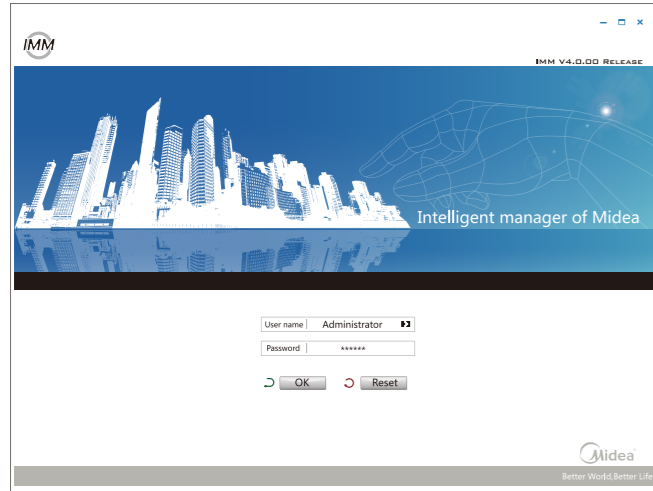 IMM
IMM V4.0.00 RELEASE
Intelligent manager of Midea
User name Administrator
Password ******
OK Reset
Midea
Better World,Better Life